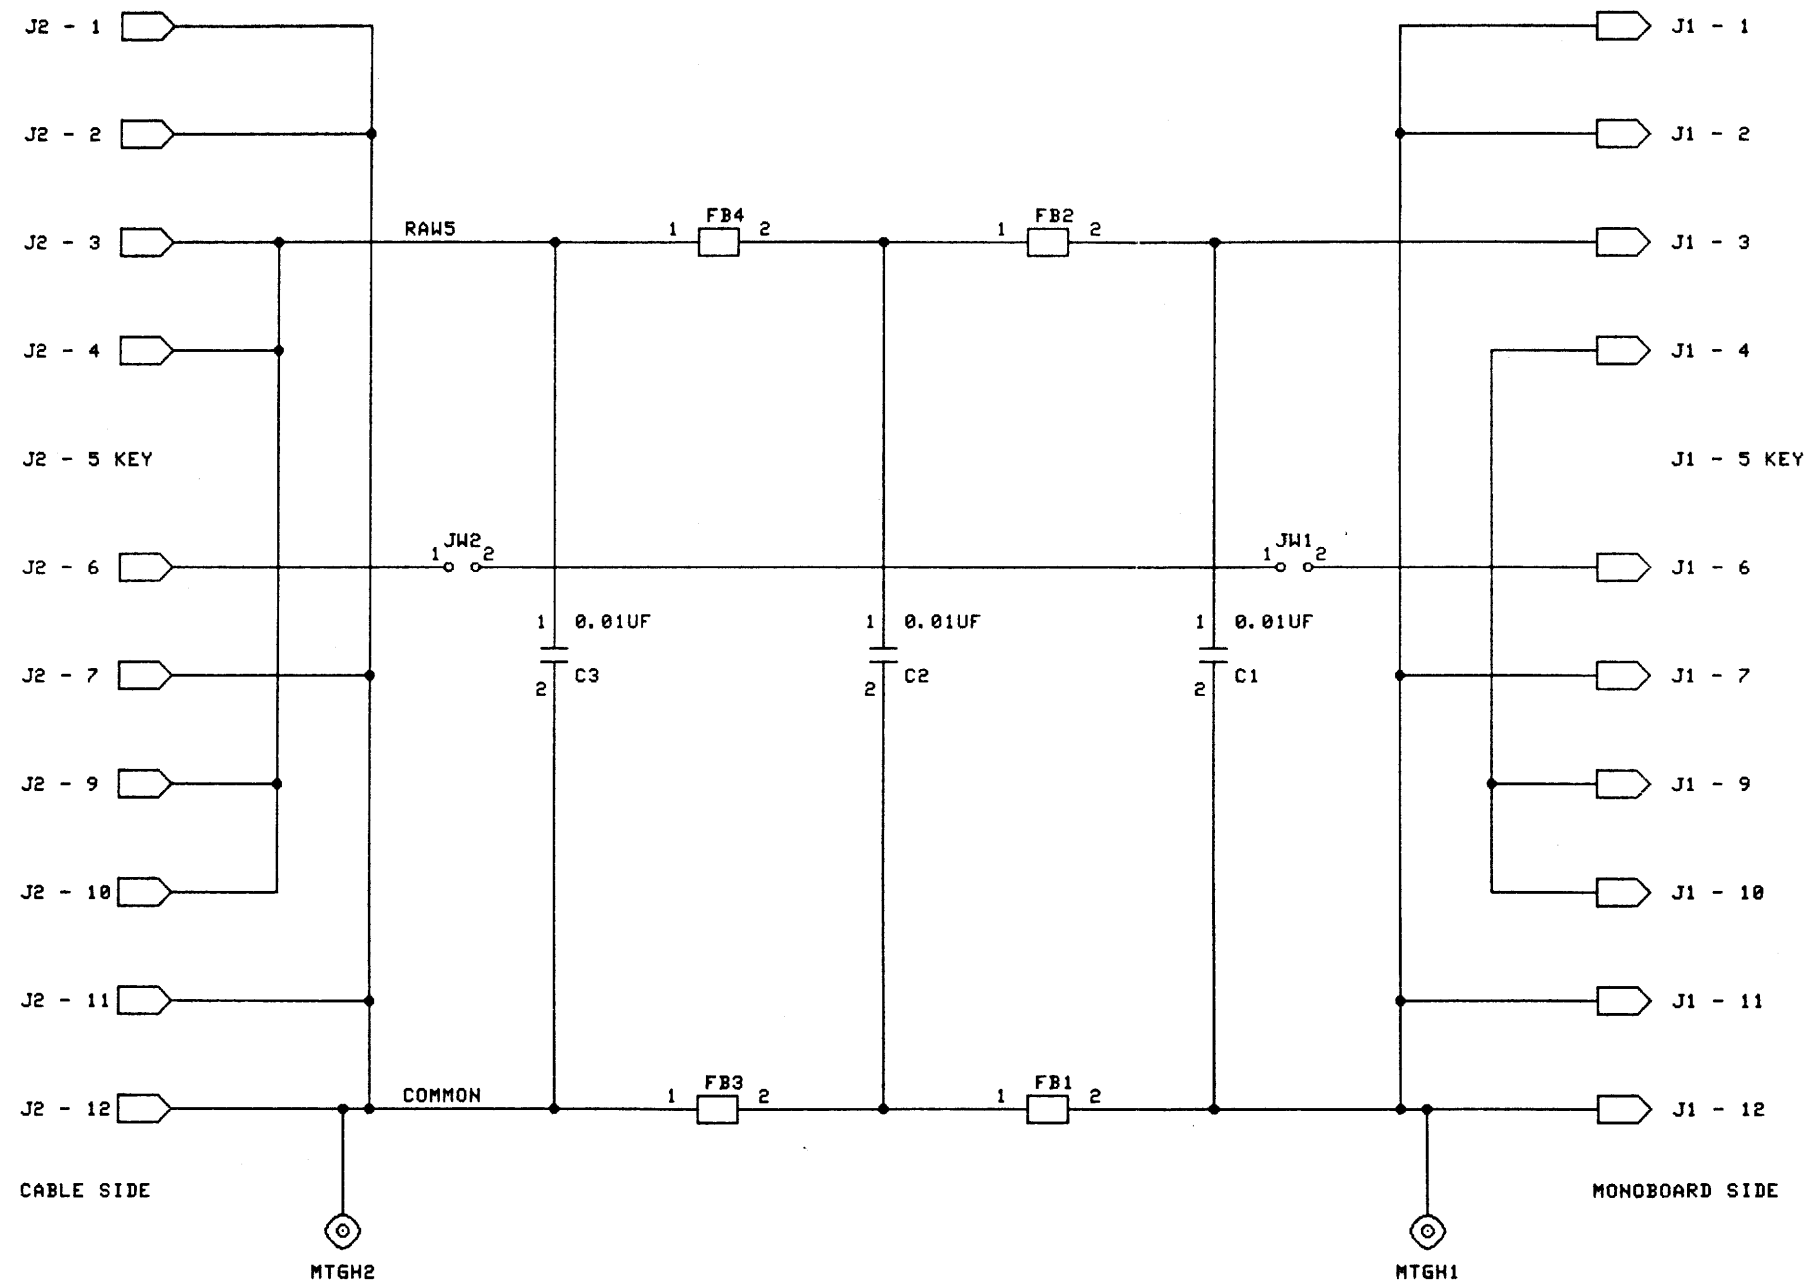 J2 - 1
J1 - 1
J2 - 2
J1 - 2
J2 - 3
RAW5
1
FB4
2
1
FB2
2
J1 - 3
J2 - 4
J1 - 4
J2 - 5 KEY
J1 - 5 KEY
J2 - 6
1
JW2
2
1
JW1
2
J1 - 6
1
0.01UF
1
0.01UF
1
0.01UF
J2 - 7
2
C3
2
C2
2
C1
J1 - 7
J2 - 9
J1 - 9
J2 - 10
J1 - 10
J2 - 11
J1 - 11
J2 - 12
COMMON
1
FB3
2
1
FB1
2
J1 - 12
CABLE SIDE
MONOBOARD SIDE
MTGH2
MTGH1